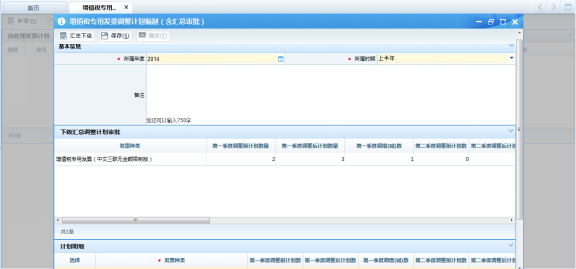 首页
增值税专用...
增值税专用发票调整计划编制（含汇总审批）
新增(I)
汇总下级
保存(S)
提交(T)
待处理发票计划
基本信息
所属年度
2014
所属时期
上半年
备注
您还可以输入750字
下级汇总调整计划审批
发票种类
第一季度调整前计划数量
第一季度调整后计划数量
第一季度调增(减)数
第二季度调整前计划数量
第二季度调整后计划
增值税专用发票（中文三联无金额限制版）
2
3
1
0
共1条
计划明细
选择
发票种类
第一季度调整前计划数
第一季度调整后计划数
第一季度调增(减)数
第二季度调整前计划数
第二季度调整后计划